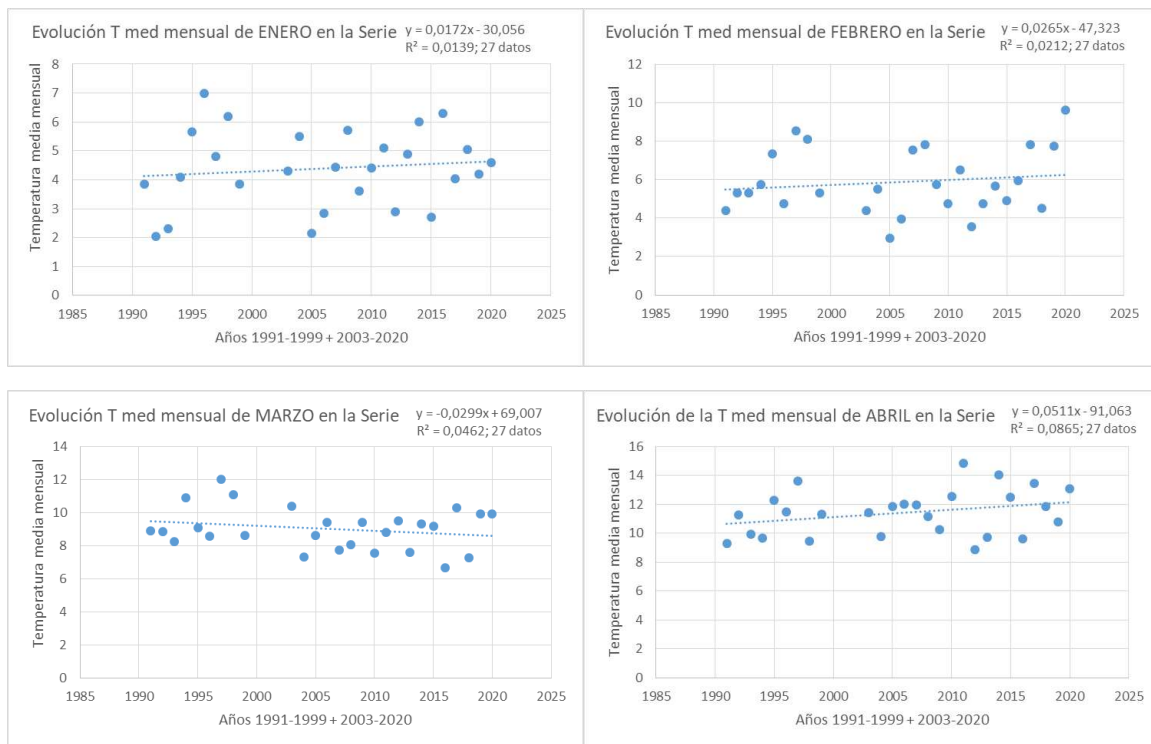 Evolución T med mensual de ENERO en la Serie
y = 0,0172x - 30,056
R² = 0,0139; 27 datos
Temperatura media mensual
8
7
6
5
4
3
2
1
0
1985 1990 1995 2000 2005 2010 2015 2020 2025
Años 1991-1999 + 2003-2020
Evolución T med mensual de FEBRERO en la Serie
y = 0,0265x - 47,323
R² = 0,0212; 27 datos
Temperatura media mensual
12
10
8
6
4
2
0
1985 1990 1995 2000 2005 2010 2015 2020 2025
Años 1991-1999 + 2003-2020
Evolución T med mensual de MARZO en la Serie
y = -0,0299x + 69,007
R² = 0,0462; 27 datos
Temperatura media mensual
14
12
10
8
6
4
2
0
1985 1990 1995 2000 2005 2010 2015 2020 2025
Años 1991-1999 + 2003-2020
Evolución de la T med mensual de ABRIL en la Serie
y = 0,0511x - 91,063
R² = 0,0865; 27 datos
Temperatura media mensual
16
14
12
10
8
6
4
2
0
1985 1990 1995 2000 2005 2010 2015 2020 2025
Años 1991-1999 + 2003-2020